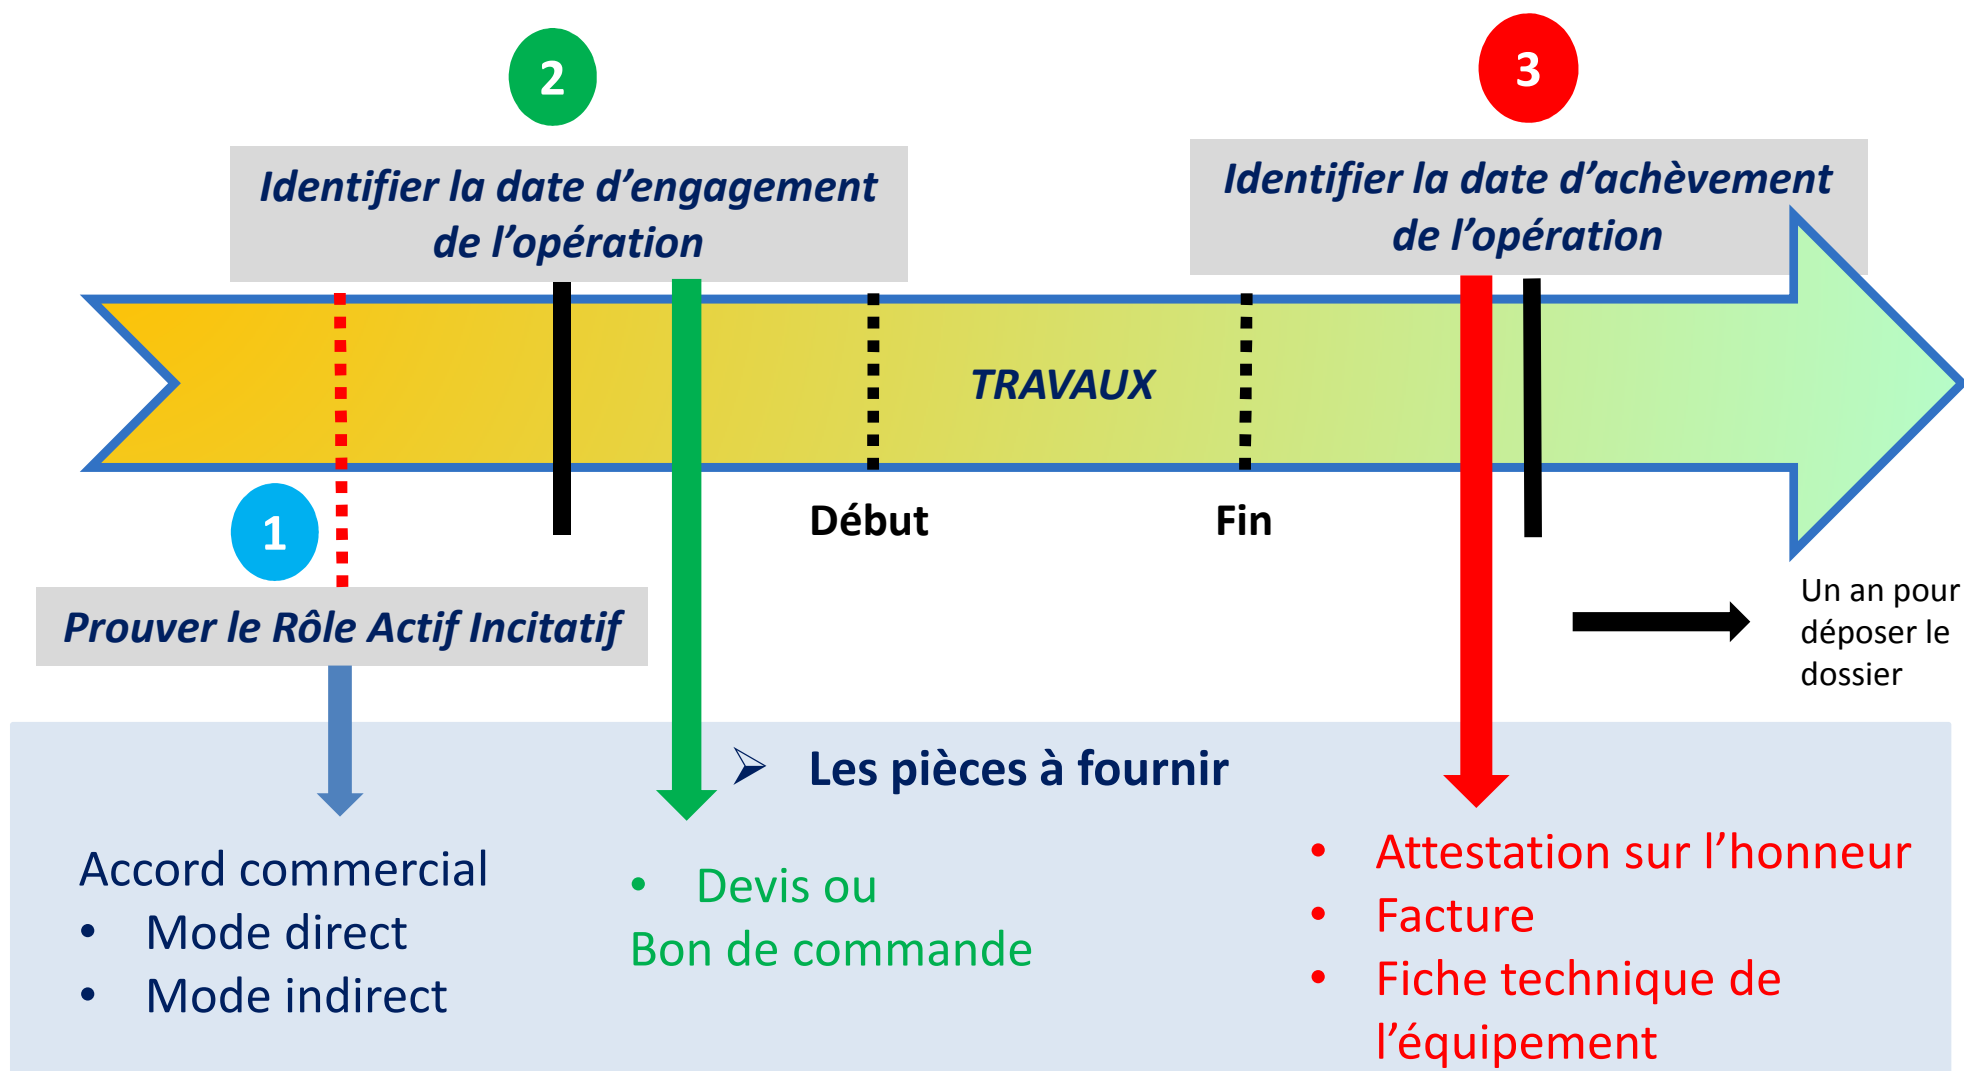 2
Identifier la date d’engagement
de l’opération
3
Identifier la date d’achèvement
de l’opération
TRAVAUX
Début
Fin
1
Prouver le Rôle Actif Incitatif
Un an pour
déposer le
dossier
➢ Les pièces à fournir
Accord commercial
• Mode direct
• Mode indirect
• Devis ou
Bon de commande
• Attestation sur l’honneur
• Facture
• Fiche technique de
l’équipement